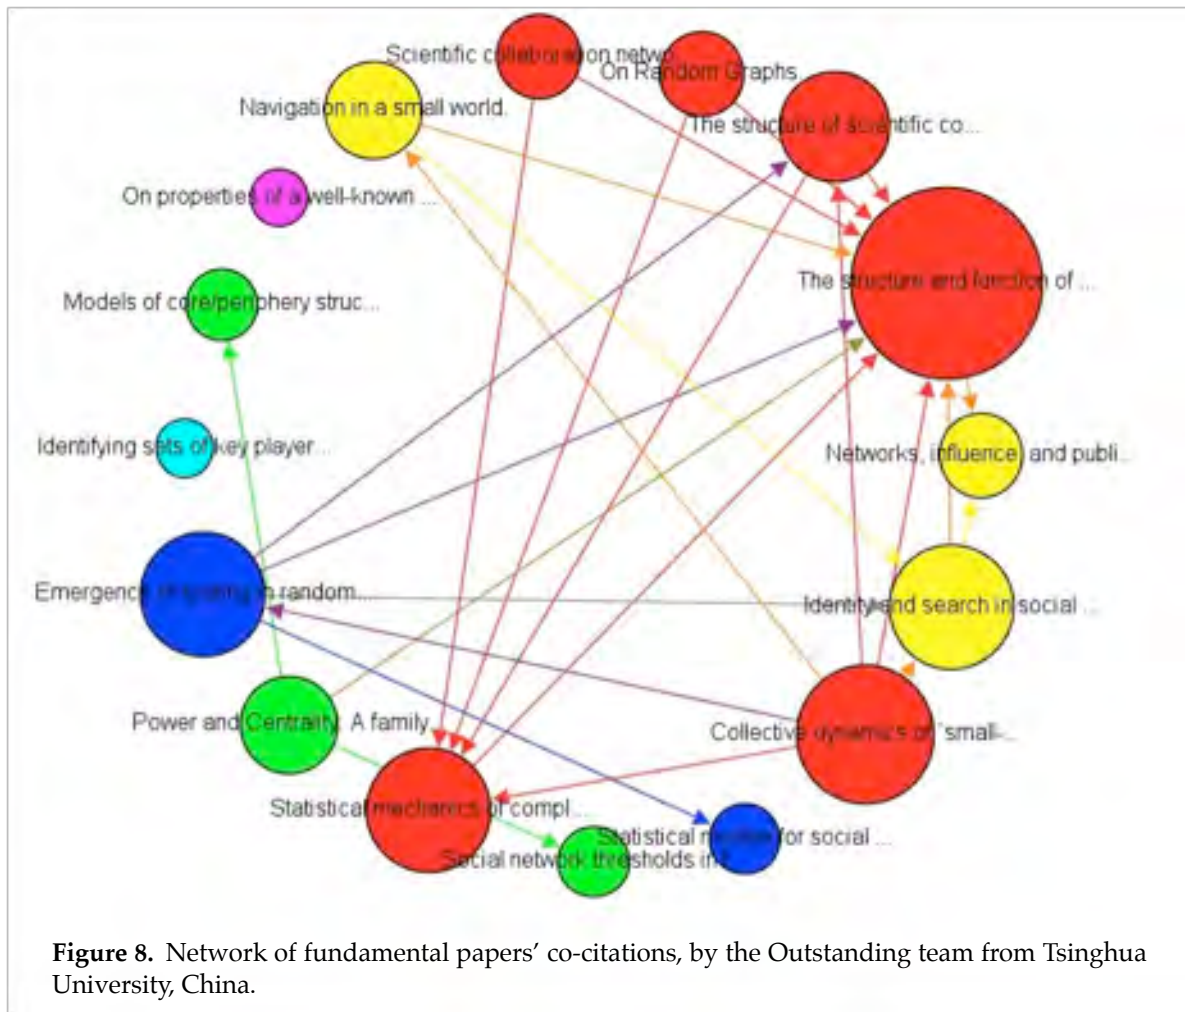 Scientific collaboration netwo...
On Random Graphs.
Navigation in a small world.
The structure of scientific co...
On properties of a well-known ...
The structure and function of ...
Models of core/periphery struc...
Identifying sets of key player...
Networks, influence, and publi...
Emergence of scaling in random...
Identity and search in social ...
Power and Centrality: A family
Collective dynamics of 'small-...
Statistical mechanics of compl...
Statistical models for social ...
Social network thresholds in
Figure 8. Network of fundamental papers' co-citations, by the Outstanding team from Tsinghua
University, China.